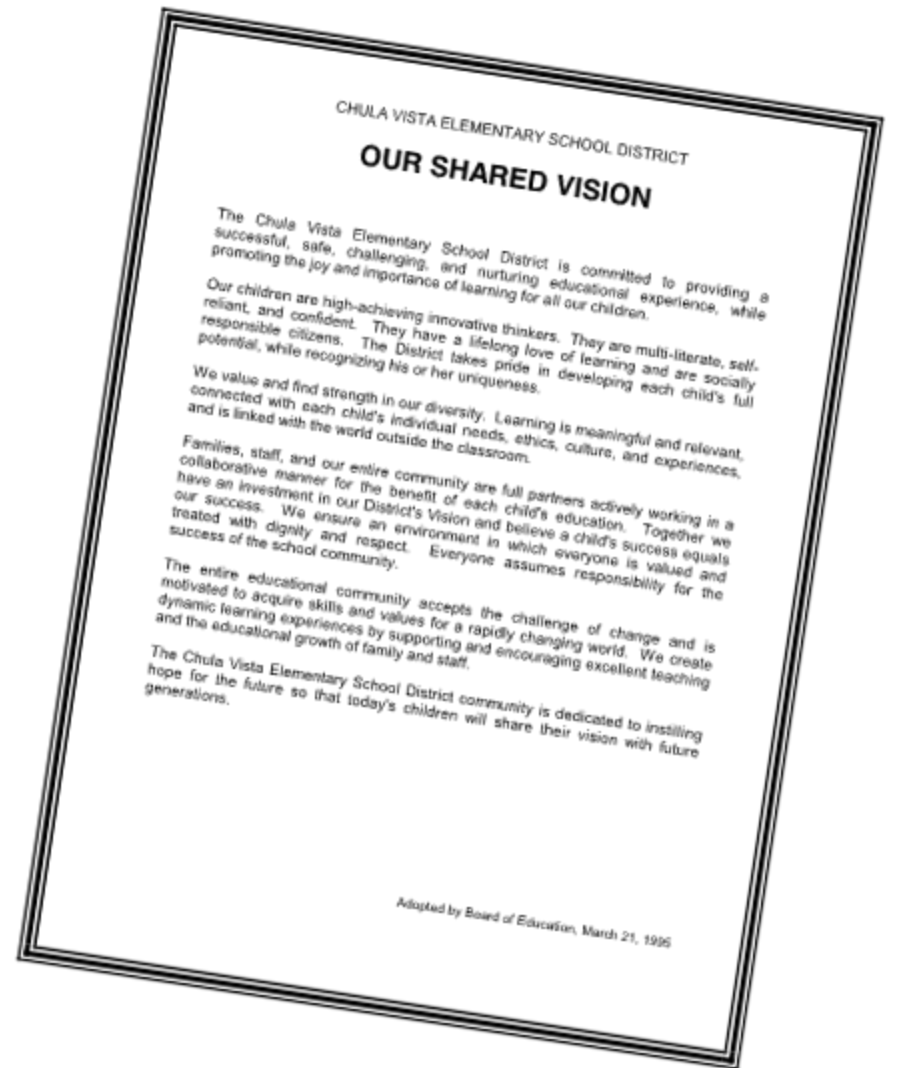 CHULA VISTA ELEMENTARY SCHOOL DISTRICT
OUR SHARED VISION
The Chula Vista Elementary School District is committed to providing a
successful, safe, challenging, and nurturing educational experience, while
promoting the joy and importance of learning for all our children.
Our children are high-achieving innovative thinkers. They are multi-literate, self-
reliant, and confident. They have a lifelong love of learning and are socially
responsible citizens. The District takes pride in developing each child's full
potential, while recognizing his or her uniqueness.
We value and find strength in our diversity. Learning is meaningful and relevant,
connected with each child's individual needs, ethics, culture, and experiences,
and is linked with the world outside the classroom.
Families, staff, and our entire community are full partners actively working in a
collaborative manner for the benefit of each child's education. Together we
have an investment in our District's Vision and believe a child's success equals
our success. We ensure an environment in which everyone is valued and
treated with dignity and respect. Everyone assumes responsibility for the
success of the school community.
The entire educational community accepts the challenge of change and is
motivated to acquire skills and values for a rapidly changing world. We create
dynamic learning experiences by supporting and encouraging excellent teaching
and the educational growth of family and staff.
The Chula Vista Elementary School District community is dedicated to instilling
hope for the future so that today's children will share their vision with future
generations.
Adopted by Board of Education, March 21, 1995